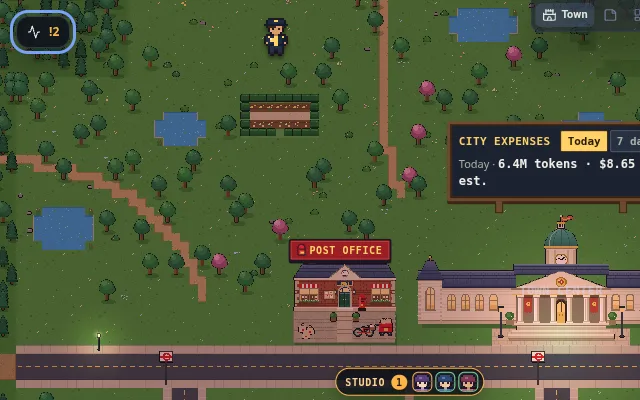 !2
Town
CITY EXPENSES Today 7 da
Today · 6.4M tokens · $8.65
est.
POST OFFICE
STUDIO 1